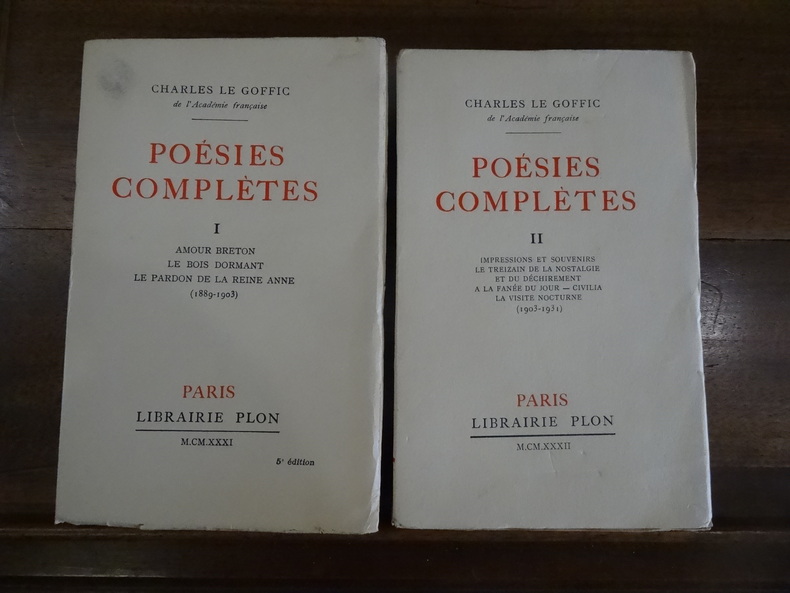 CHARLES LE GOFFIC
de l'Académie française
POÉSIES
COMPLÈTES
I
AMOUR BRETON
LE BOIS DORMANT
LE PARDON DE LA REINE ANNE
(1889-1903)
PARIS
LIBRAIRIE PLON
M.CM.XXXI
5e édition
CHARLES LE GOFFIC
de l'Académie française
POÉSIES
COMPLÈTES
II
IMPRESSIONS ET SOUVENIRS
LE TREIZAIN DE LA NOSTALGIE
ET DU DÉCHIREMENT
A LA FANÉE DU JOUR — CIVILIA
LA VISITE NOCTURNE
(1903-1931)
PARIS
LIBRAIRIE PLON
M.CM.XXXII